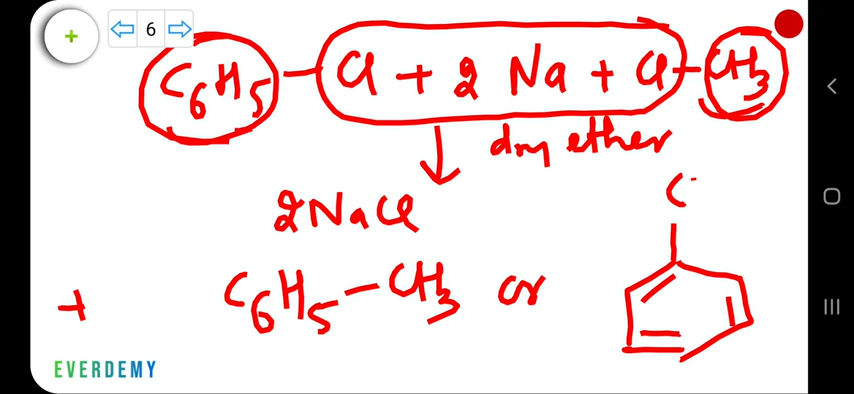 + 6
C6H5 - Cl + 2 Na + Cl - CH3
dry ether
2NaCl
C
+ C6H5 - CH3 or
EVERDEMY